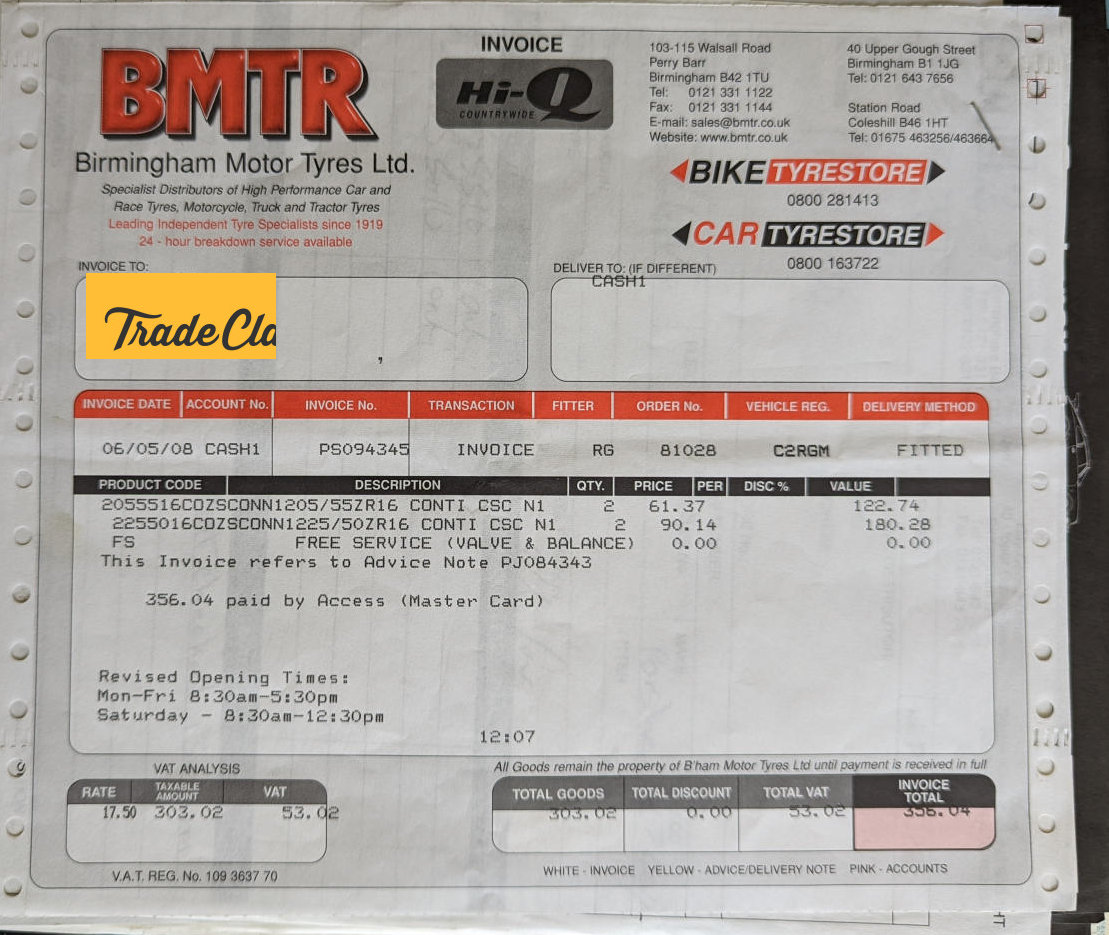 INVOICE
BMTR
Hi-Q
COUNTRYWIDE
Birmingham Motor Tyres Ltd.
Specialist Distributors of High Performance Car and
Race Tyres, Motorcycle, Truck and Tractor Tyres
Leading Independent Tyre Specialists since 1919
24 - hour breakdown service available
103-115 Walsall Road
Perry Barr
Birmingham B42 1TU
Tel: 0121 331 1122
Fax: 0121 331 1144
E-mail: sales@bmtr.co.uk
Website: www.bmtr.co.uk
40 Upper Gough Street
Birmingham B1 1JG
Tel: 0121 643 7656
Station Road
Coleshill B46 1HT
Tel: 01675 463256/463664
BIKE TYRESTORE
0800 281413
CAR TYRESTORE
0800 163722
INVOICE TO:
TradeCla
,
DELIVER TO: (IF DIFFERENT)
CASH1
INVOICE DATE ACCOUNT No. INVOICE No. TRANSACTION FITTER ORDER No. VEHICLE REG. DELIVERY METHOD
06/05/08 CASH1 PS094345 INVOICE RG 81028 C2RGM FITTED
PRODUCT CODE DESCRIPTION QTY. PRICE PER DISC % VALUE
2055516COZSCONN1205/55ZR16 CONTI CSC N1 2 61.37 122.74
2255016COZSCONN1225/50ZR16 CONTI CSC N1 2 90.14 180.28
FS FREE SERVICE (VALVE & BALANCE) 0.00 0.00
This Invoice refers to Advice Note PJ084343
356.04 paid by Access (Master Card)
Revised Opening Times:
Mon-Fri 8:30am-5:30pm
Saturday - 8:30am-12:30pm
12:07
VAT ANALYSIS
RATE TAXABLE AMOUNT VAT
17.50 303.02 53.02
V.A.T. REG. No. 109 3637 70
All Goods remain the property of B'ham Motor Tyres Ltd until payment is received in full
TOTAL GOODS TOTAL DISCOUNT TOTAL VAT INVOICE TOTAL
303.02 0.00 53.02 356.04
WHITE - INVOICE YELLOW - ADVICE/DELIVERY NOTE PINK - ACCOUNTS